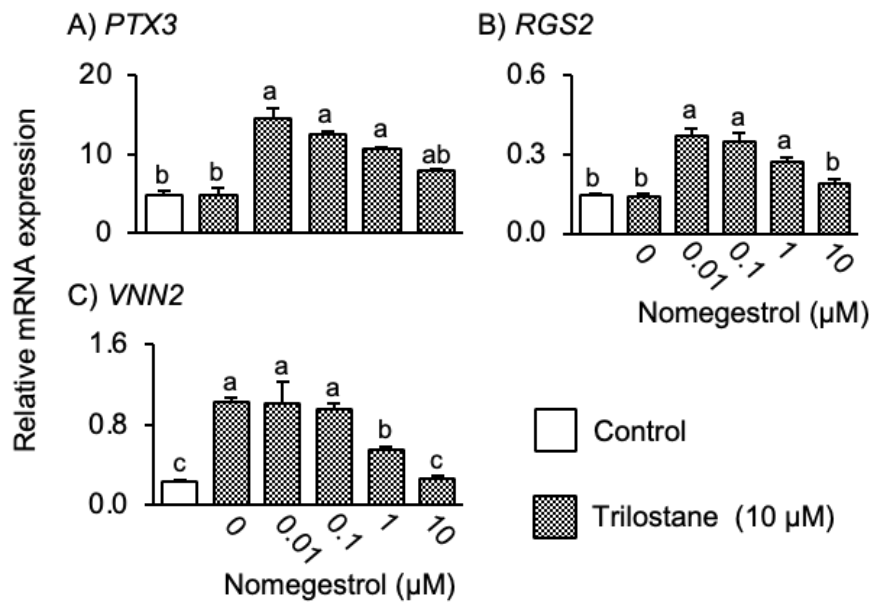 A) PTX3
20
10
0
b
b
a
a
a
ab
B) RGS2
0.6
0.3
0.0
b
b
a
a
a
b
0
0.01
0.1
1
10
Nomegestrol (µM)
C) VNN2
1.6
0.8
0.0
c
a
a
a
b
c
0
0.01
0.1
1
10
Nomegestrol (µM)
Relative mRNA expression
Control
Trilostane (10 µM)